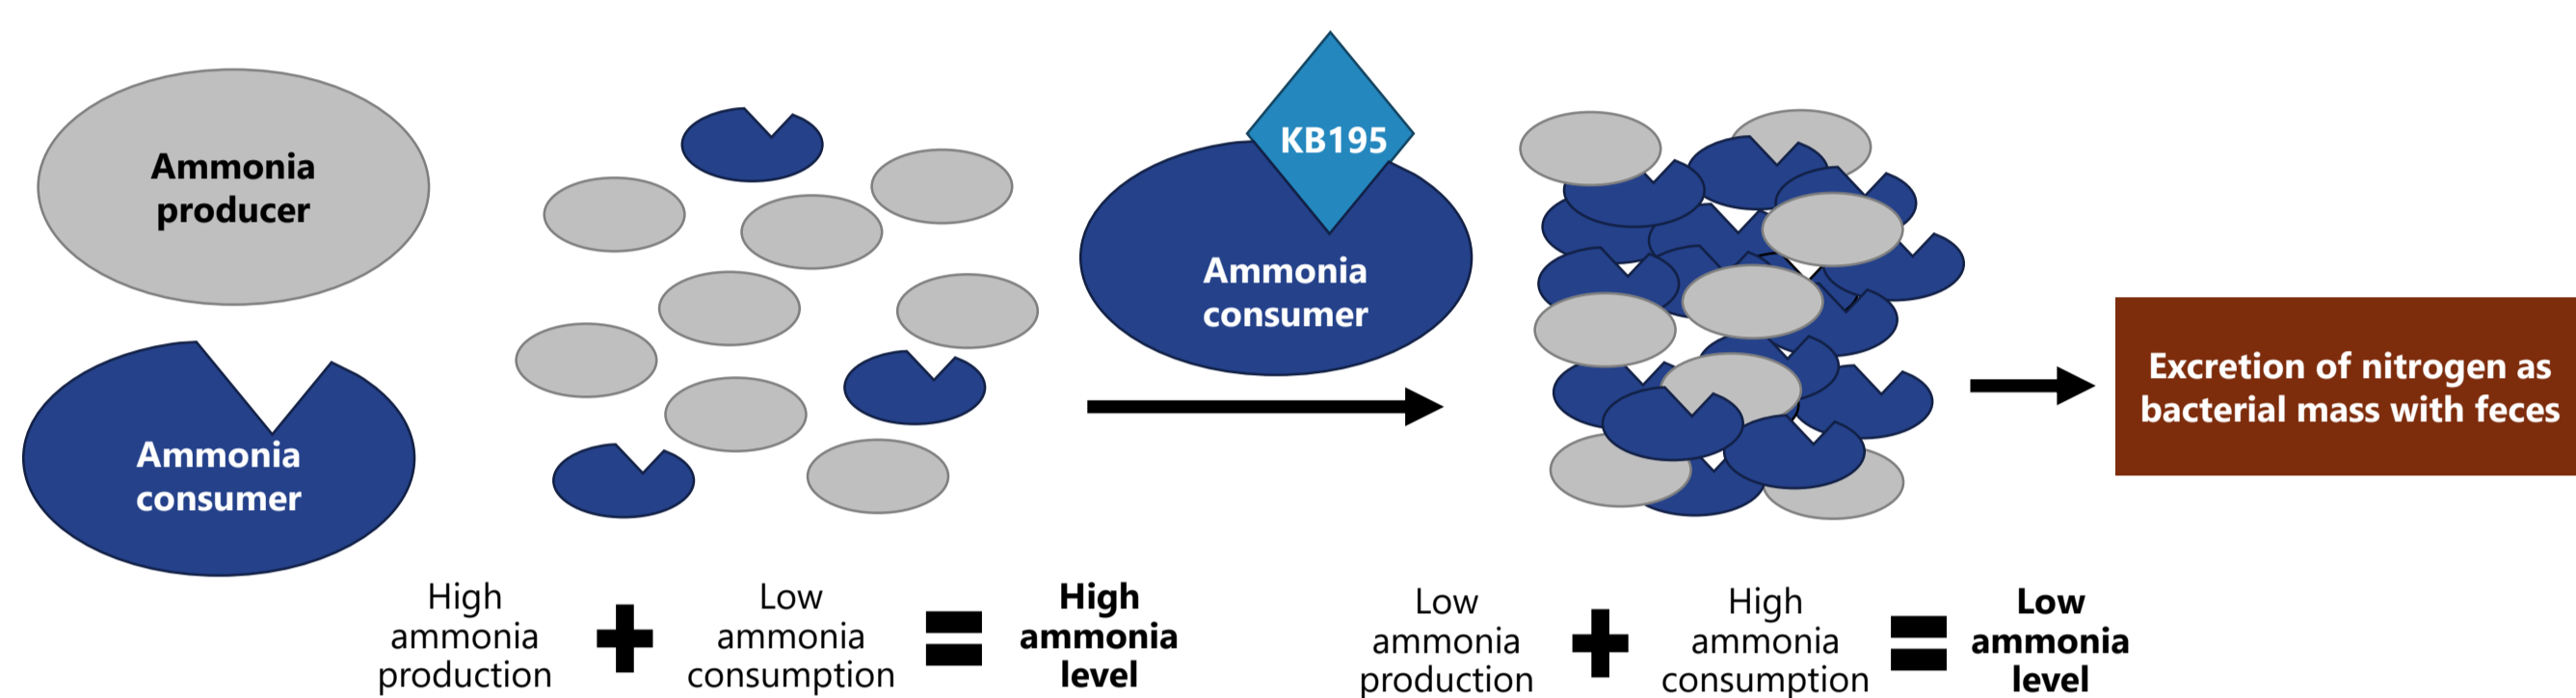 Ammonia
producer
Ammonia
consumer
KB195
Ammonia
consumer
Excretion of nitrogen as
bacterial mass with feces
High
ammonia
production
+
Low
ammonia
consumption
=
High
ammonia
level
Low
ammonia
production
+
High
ammonia
consumption
=
Low
ammonia
level